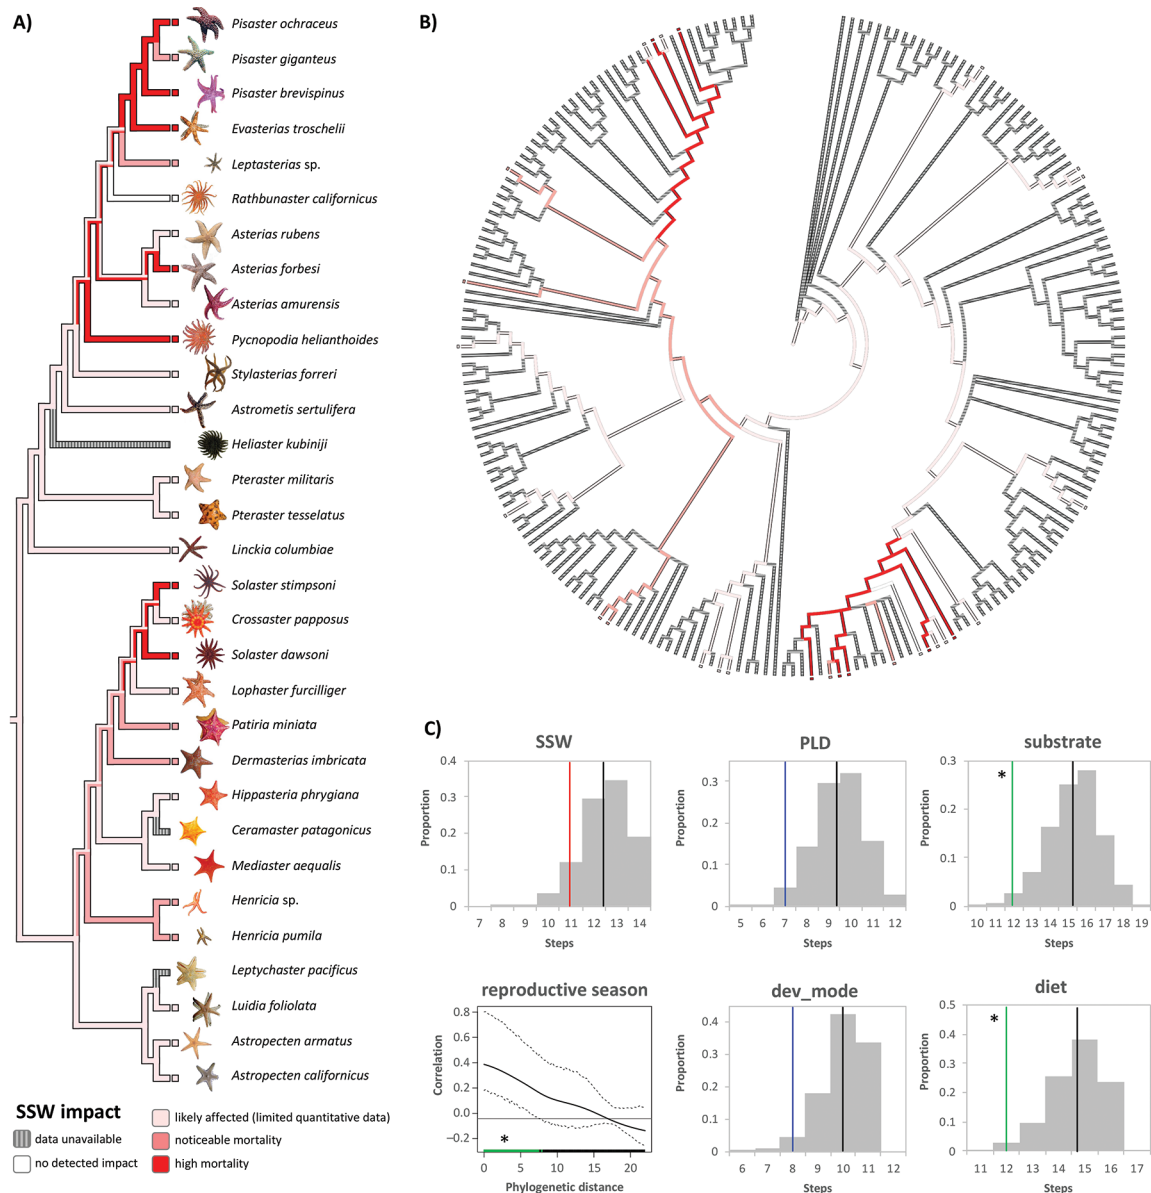 A)
Pisaster ochraceus
Pisaster giganteus
Pisaster brevispinus
Evasterias troschelii
Leptasterias sp.
Rathbunaster californicus
Asterias rubens
Asterias forbesi
Asterias amurensis
Pycnopodia helianthoides
Stylasterias forreri
Astrometis sertulifera
Heliaster kubiniji
Pteraster militaris
Pteraster tesselatus
Linckia columbiae
Solaster stimpsoni
Crossaster papposus
Solaster dawsoni
Lophaster furcilliger
Patiria miniata
Dermasterias imbricata
Hippasteria phrygiana
Ceramaster patagonicus
Mediaster aequalis
Henricia sp.
Henricia pumila
Leptychaster pacificus
Luidia foliolata
Astropecten armatus
Astropecten californicus
SSW impact
data unavailable
no detected impact
likely affected (limited quantitative data)
noticeable mortality
high mortality
B)
C)
SSW
Proportion
0.4
0.3
0.2
0.1
0
7 8 9 10 11 12 13 14
Steps
PLD
Proportion
0.3
0.2
0.1
0
5 6 7 8 9 10 11 12
Steps
substrate
*
Proportion
0.3
0.2
0.1
0
10 11 12 13 14 15 16 17 18 19
Steps
reproductive season
Correlation
0.8
0.6
0.4
0.2
0.0
−0.2
*
0 5 10 15 20
Phylogenetic distance
dev_mode
Proportion
0.4
0.3
0.2
0.1
0
6 7 8 9 10 11 12
Steps
diet
*
Proportion
0.5
0.4
0.3
0.2
0.1
0
11 12 13 14 15 16 17
Steps